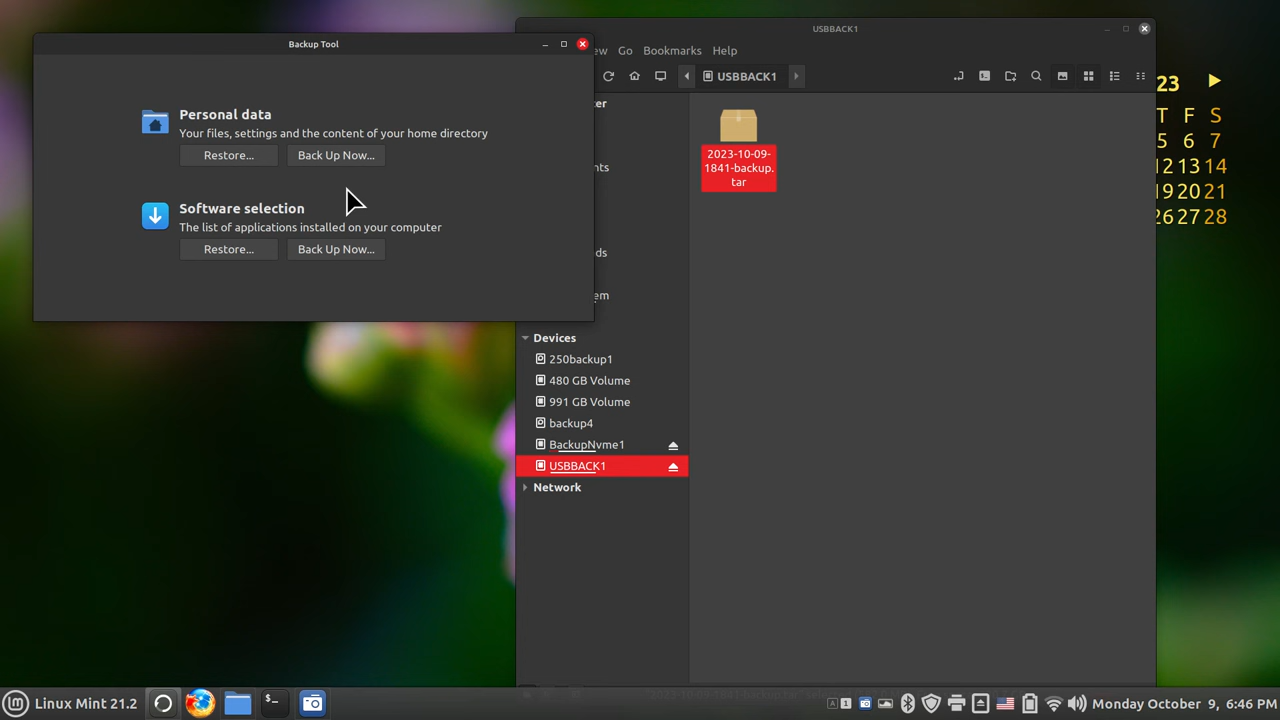 Backup Tool
Personal data
Your files, settings and the content of your home directory
Restore... Back Up Now...
Software selection
The list of applications installed on your computer
Restore... Back Up Now...
USBBACK1
ew Go Bookmarks Help
USBBACK1
ter
nts
ds
em
Devices
250backup1
480 GB Volume
991 GB Volume
backup4
BackupNvme1
USBBACK1
Network
2023-10-09-
1841-backup.
tar
23
T F S
5 6 7
12 13 14
19 20 21
26 27 28
Linux Mint 21.2
A 1
Monday October 9, 6:46 PM